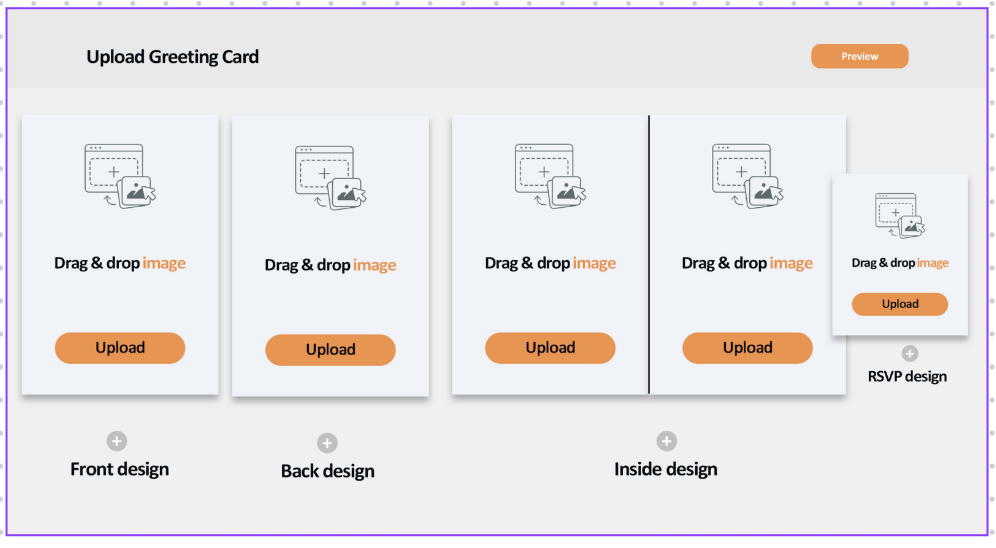 Upload Greeting Card
Preview
Drag & drop image
Upload
Front design
Drag & drop image
Upload
Back design
Drag & drop image
Upload
Drag & drop image
Upload
Inside design
Drag & drop image
Upload
RSVP design